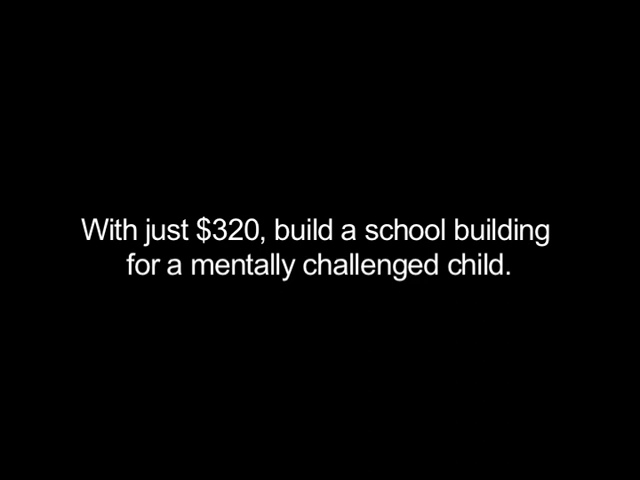 With just $320, build a school building
for a mentally challenged child.